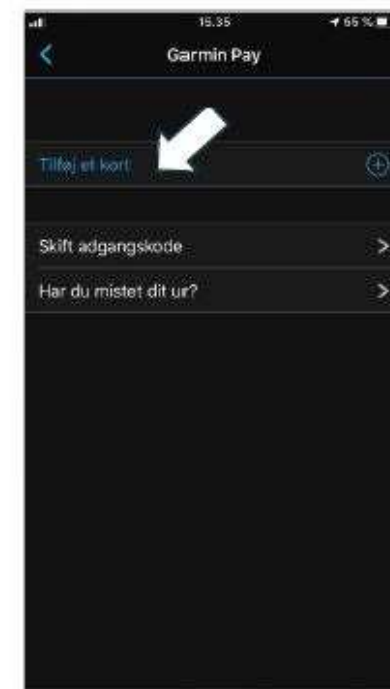 15.35
65 %
Garmin Pay
Tilføj et kort
Skift adgangskode
Har du mistet dit ur?